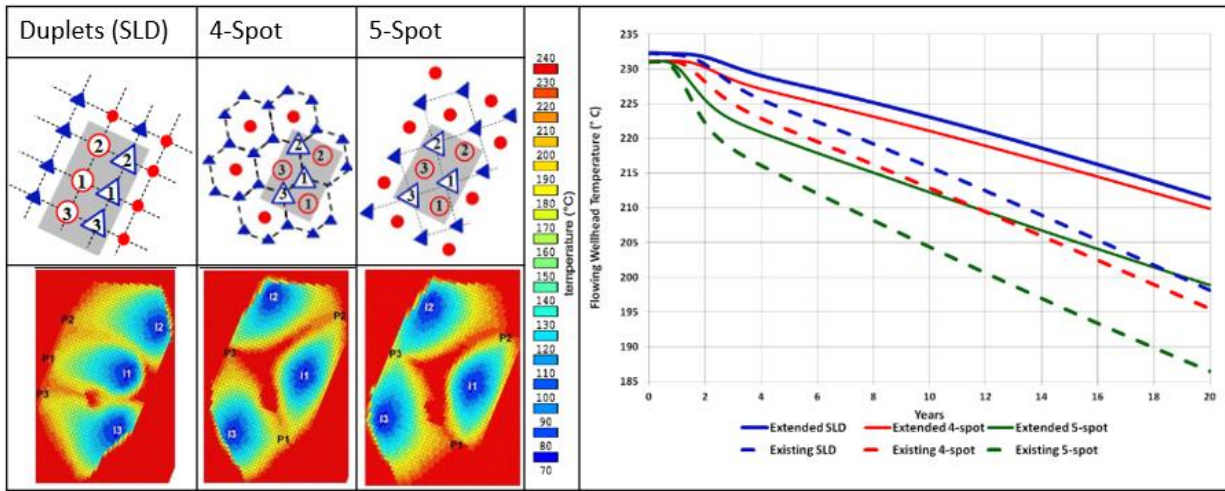 Duplets (SLD)
4-Spot
5-Spot
2
2
1
1
3
3
2
2
3
1
3
1
2
2
3
1
3
1
P2
I2
P1
I1
P3
I3
I2
P2
P3
I1
I3
P1
I2
P2
P3
I1
I3
P1
temperature (°C)
240
230
220
210
200
190
180
170
160
150
140
130
120
110
100
90
80
70
Flowing Wellhead Temperature (° C)
235
230
225
220
215
210
205
200
195
190
185
0 2 4 6 8 10 12 14 16 18 20
Years
Extended SLD Extended 4-spot Extended 5-spot
Existing SLD Existing 4-spot Existing 5-spot